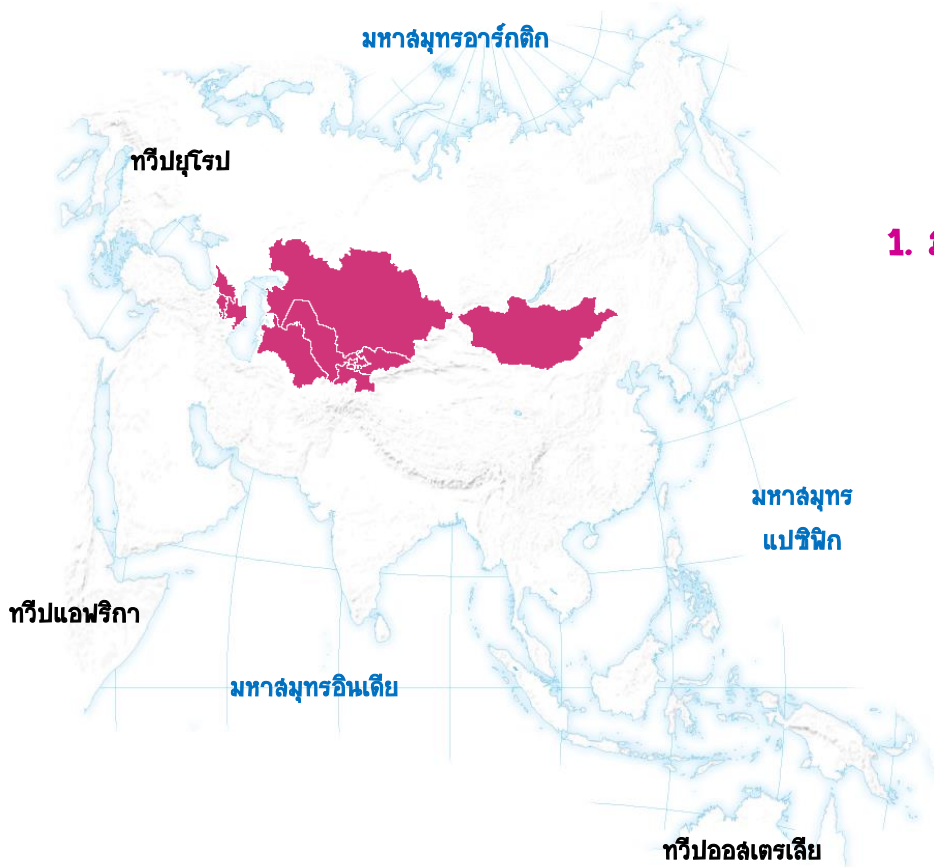 มหาสมุทรอาร์กติก
ทวีปยุโรป
1.
มหาสมุทร
แปซิฟิก
ทวีปแอฟริกา
มหาสมุทรอินเดีย
ทวีปออสเตรเลีย